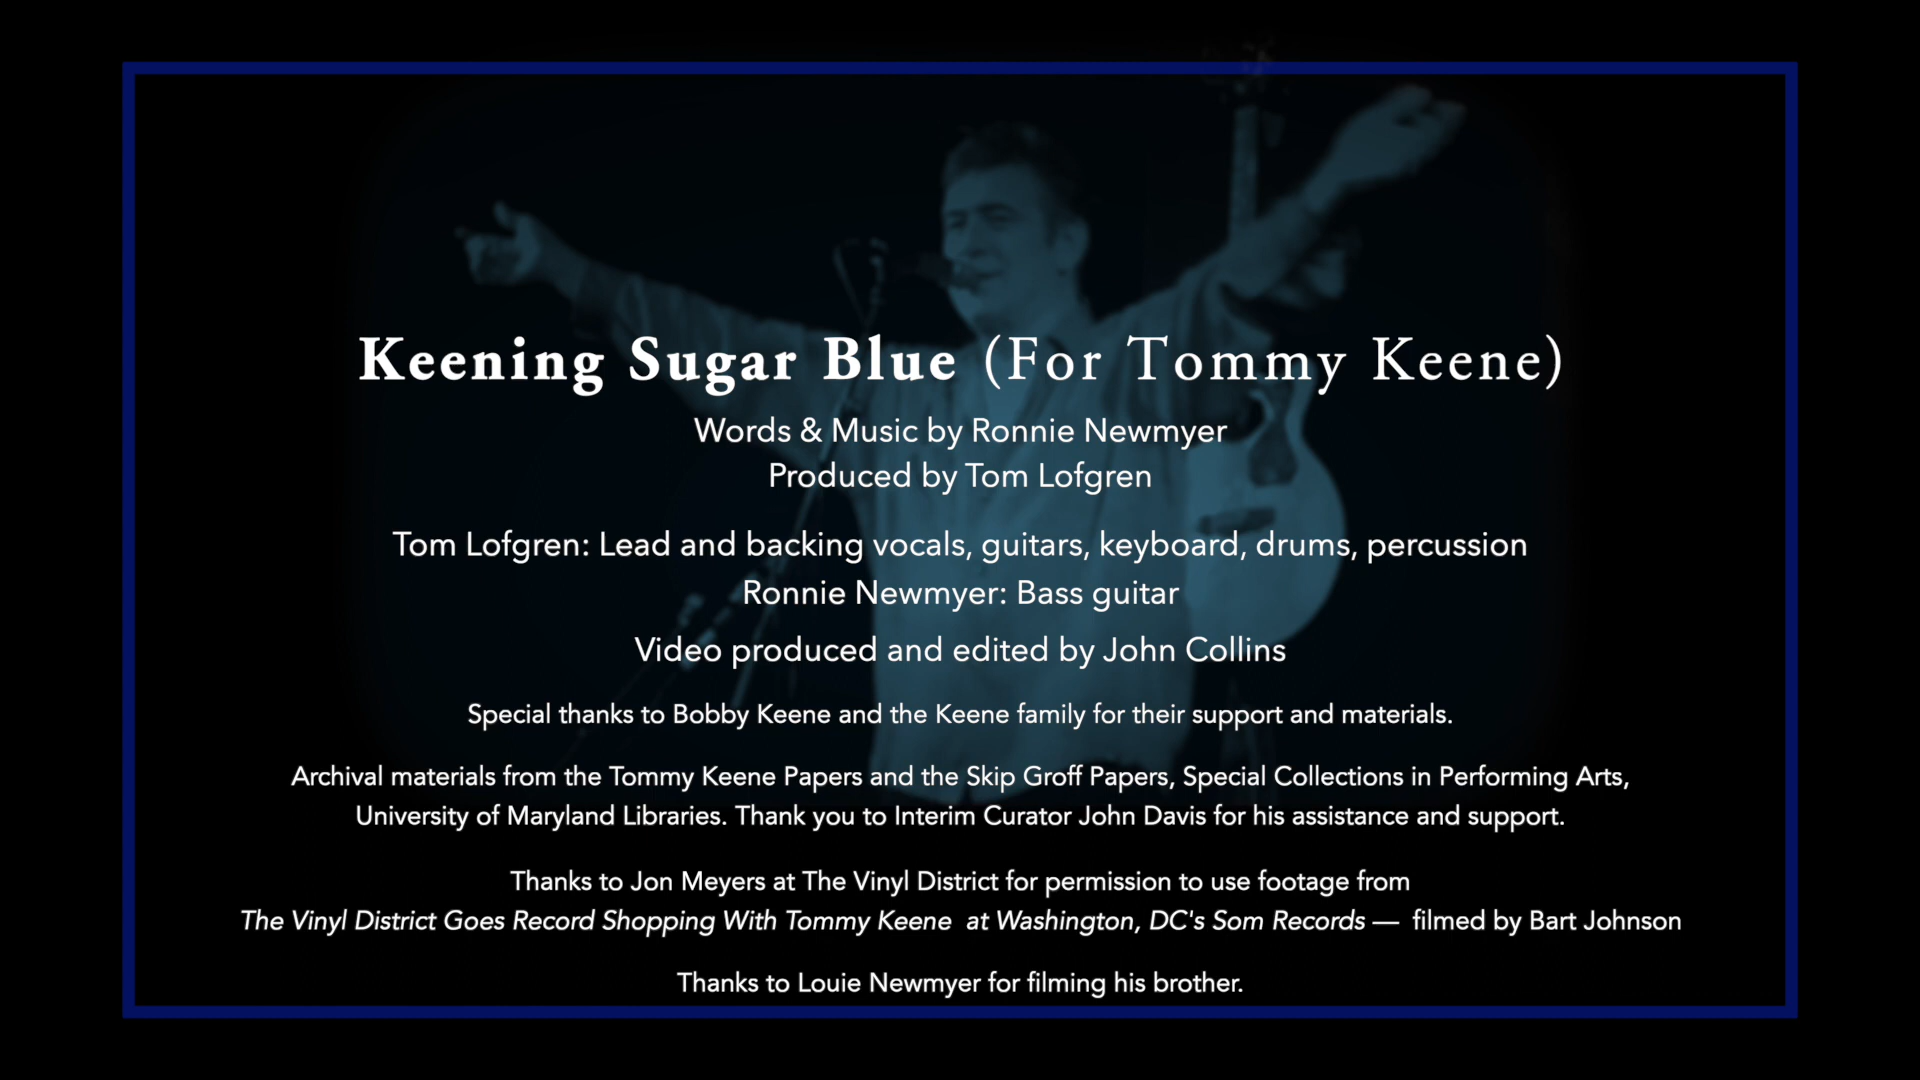 Keening Sugar Blue (For Tommy Keene)
Words & Music by Ronnie Newmyer
Produced by Tom Lofgren
Tom Lofgren: Lead and backing vocals, guitars, keyboard, drums, percussion
Ronnie Newmyer: Bass guitar
Video produced and edited by John Collins
Special thanks to Bobby Keene and the Keene family for their support and materials.
Archival materials from the Tommy Keene Papers and the Skip Groff Papers, Special Collections in Performing Arts,
University of Maryland Libraries. Thank you to Interim Curator John Davis for his assistance and support.
Thanks to Jon Meyers at The Vinyl District for permission to use footage from
The Vinyl District Goes Record Shopping With Tommy Keene  at Washington, DC's Som Records —  filmed by Bart Johnson
Thanks to Louie Newmyer for filming his brother.